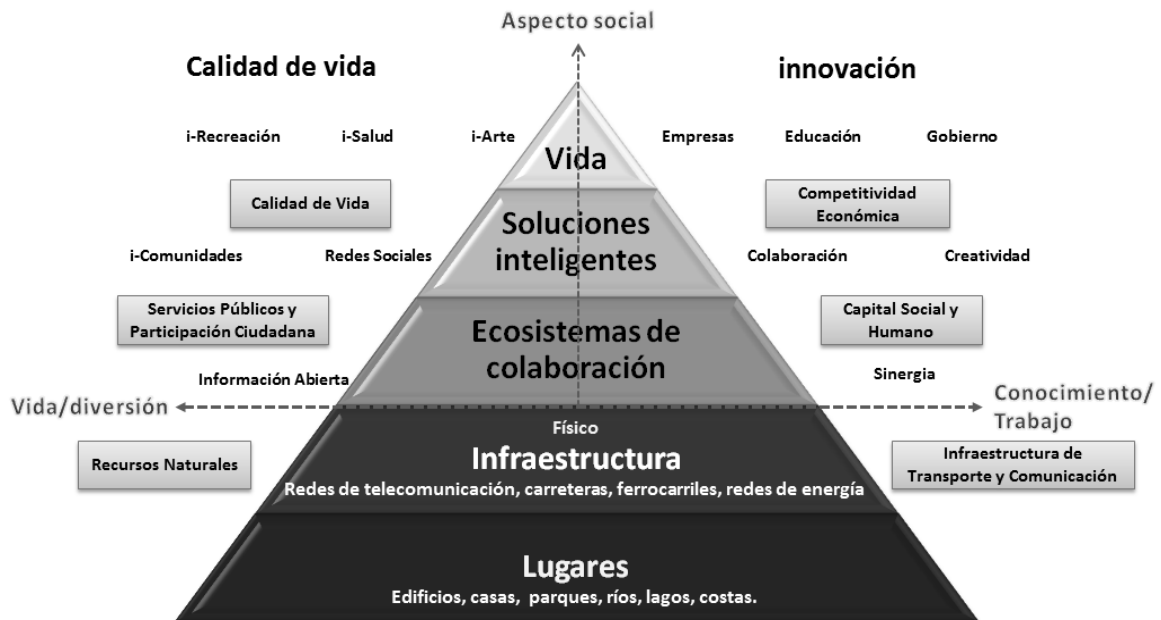 Aspecto social
Calidad de vida
innovación
i-Recreación
i-Salud
i-Arte
Empresas
Educación
Gobierno
Vida
Calidad de Vida
Competitividad
Económica
Soluciones
inteligentes
i-Comunidades
Redes Sociales
Colaboración
Creatividad
Servicios Públicos y
Participación Ciudadana
Ecosistemas de
colaboración
Capital Social y
Humano
Información Abierta
Sinergia
Vida/diversión
Conocimiento/
Trabajo
Físico
Infraestructura
Redes de telecomunicación, carreteras, ferrocarriles, redes de energía
Recursos Naturales
Infraestructura de
Transporte y Comunicación
Lugares
Edificios, casas, parques, ríos, lagos, costas.